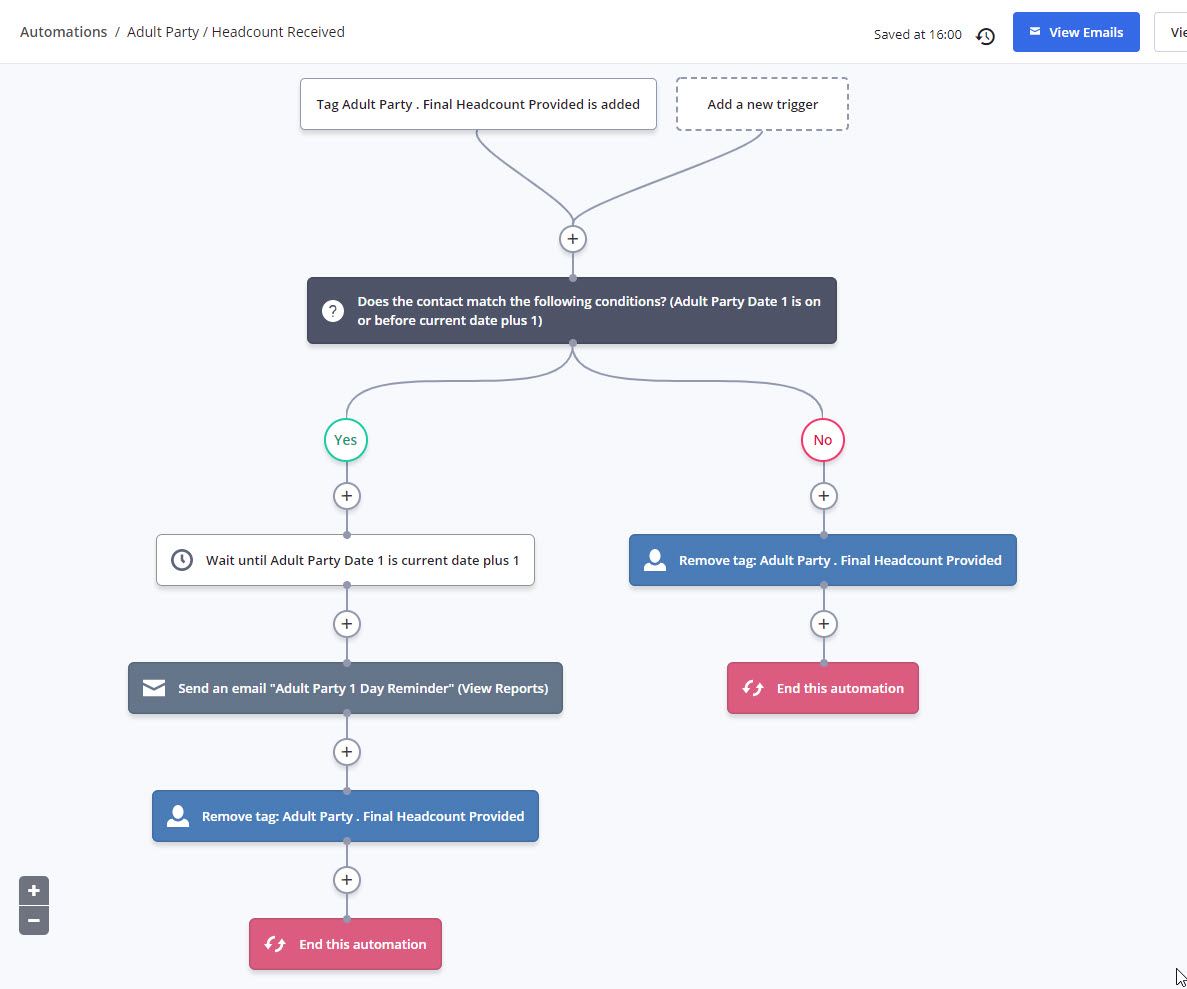 Automations / Adult Party / Headcount Received
Saved at 16:00
View Emails
Vie
Tag Adult Party . Final Headcount Provided is added
Add a new trigger
+
?
Does the contact match the following conditions? (Adult Party Date 1 is on
or before current date plus 1)
Yes
No
+
+
Wait until Adult Party Date 1 is current date plus 1
Remove tag: Adult Party . Final Headcount Provided
+
+
Send an email "Adult Party 1 Day Reminder" (View Reports)
End this automation
+
Remove tag: Adult Party . Final Headcount Provided
+
+
−
End this automation